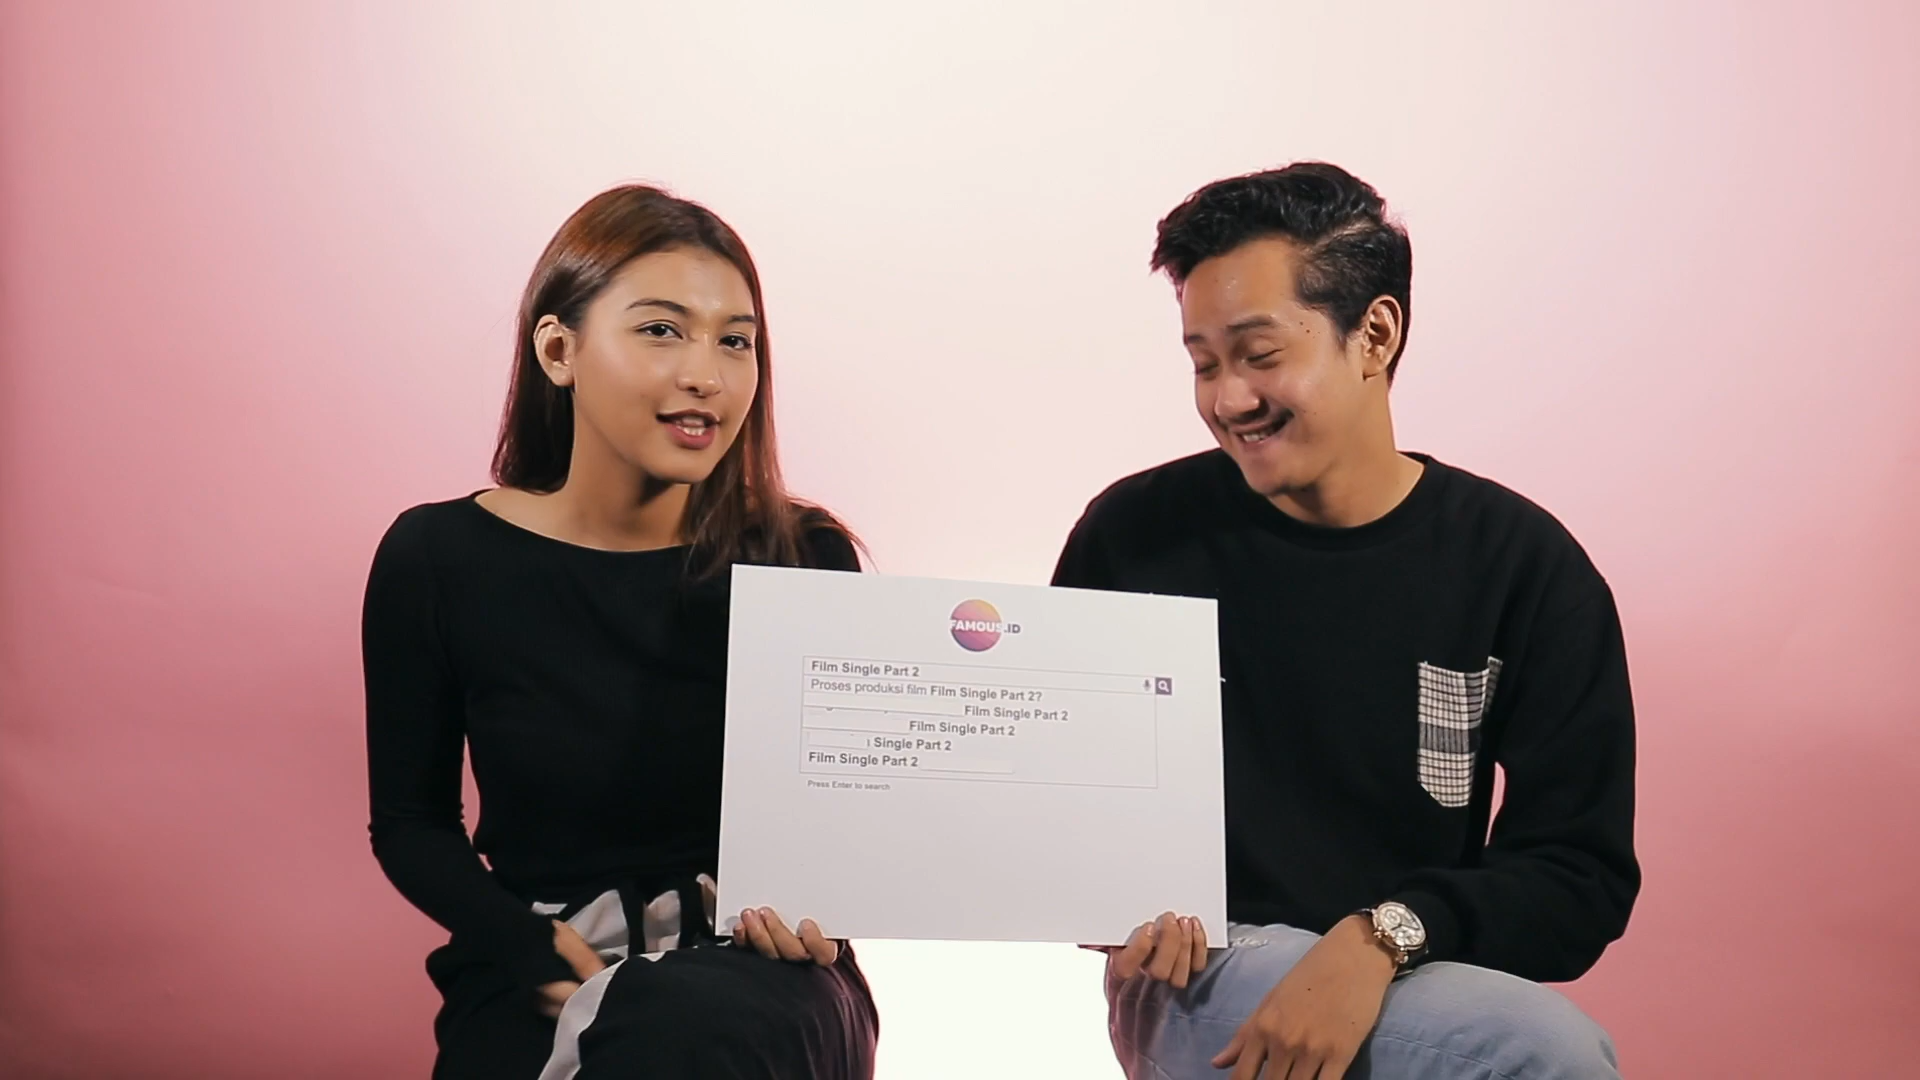 FAMOUS.ID
Film Single Part 2
Proses produksi film Film Single Part 2?
Film Single Part 2
Film Single Part 2
Single Part 2
Film Single Part 2
Press Enter to search